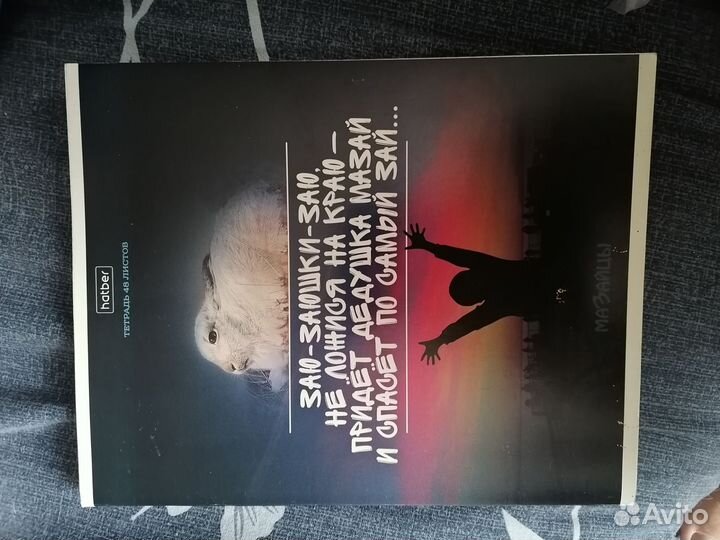 hatber
ТЕТРАДЬ 48 ЛИСТОВ
ЗАЮ-ЗАЮШКИ-ЗАЮ,
НЕ ЛОЖИСЯ НА КРАЮ –
ПРИДЁТ ДЕДУШКА МАЗАЙ
И СПАСЁТ ПО САМЫЙ ЗАЙ...
МАЗАЙЦЫ
Avito